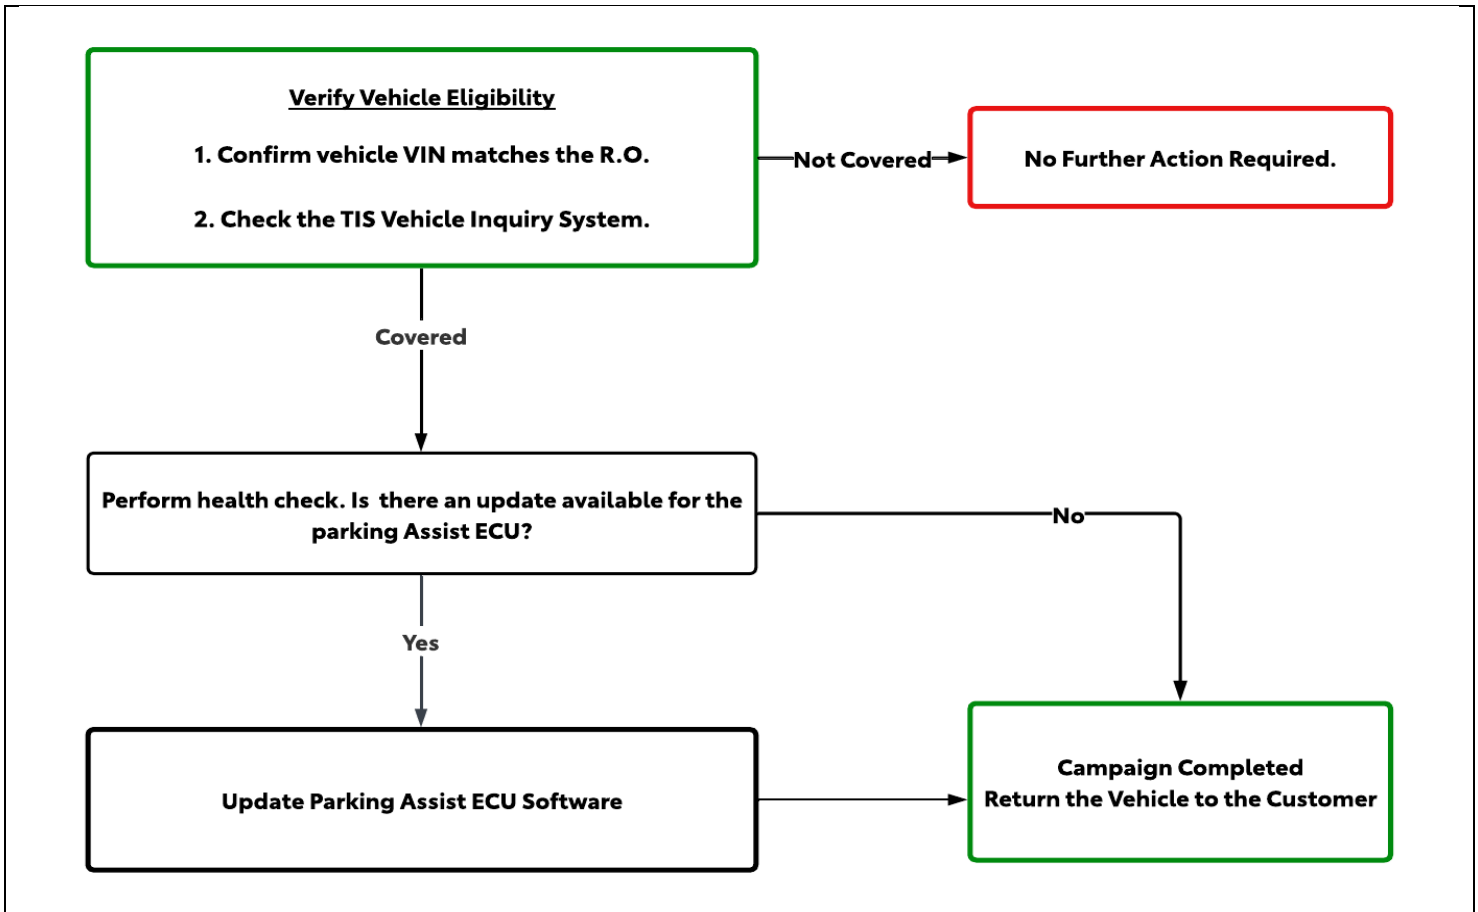 Verify Vehicle Eligibility
1. Confirm vehicle VIN matches the R.O.
2. Check the TIS Vehicle Inquiry System.
Not Covered
No Further Action Required.
Covered
Perform health check. Is  there an update available for the
parking Assist ECU?
No
Yes
Update Parking Assist ECU Software
Campaign Completed
Return the Vehicle to the Customer